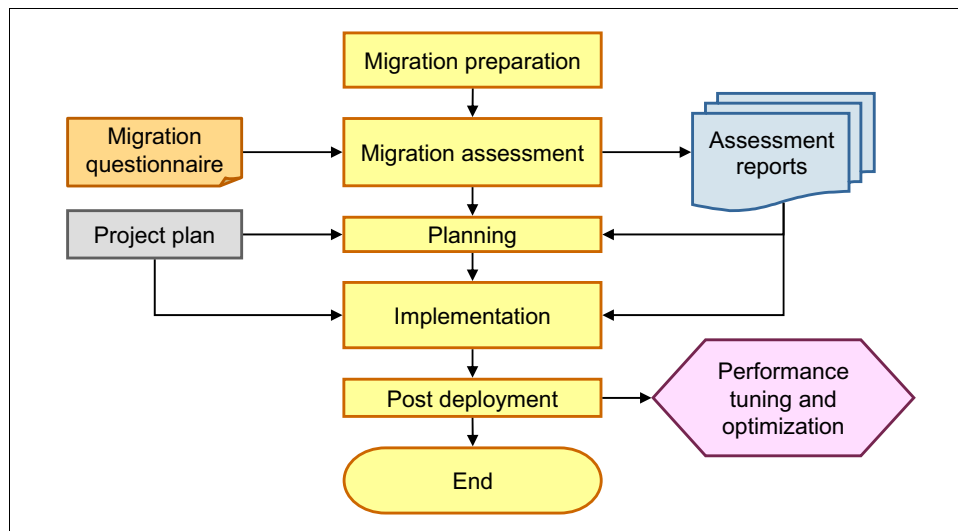 Migration preparation
Migration
questionnaire
Migration assessment
Assessment
reports
Project plan
Planning
Implementation
Post deployment
Performance
tuning and
optimization
End